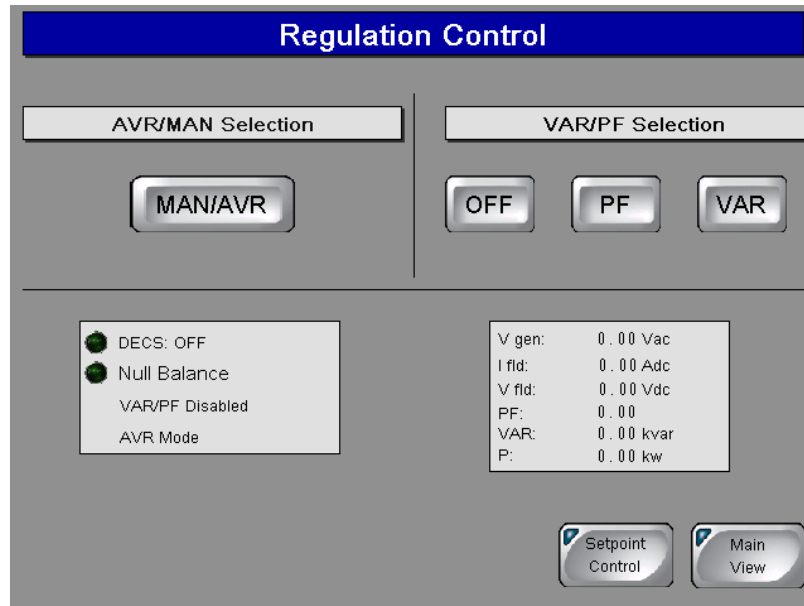 Regulation Control
AVR/MAN Selection
VAR/PF Selection
MAN/AVR
OFF
PF
VAR
DECS: OFF
Null Balance
VAR/PF Disabled
AVR Mode
V gen: 0.00 Vac
I fld: 0.00 Adc
V fld: 0.00 Vdc
PF: 0.00
VAR: 0.00 kvar
P: 0.00 kw
Setpoint
Control
Main
View